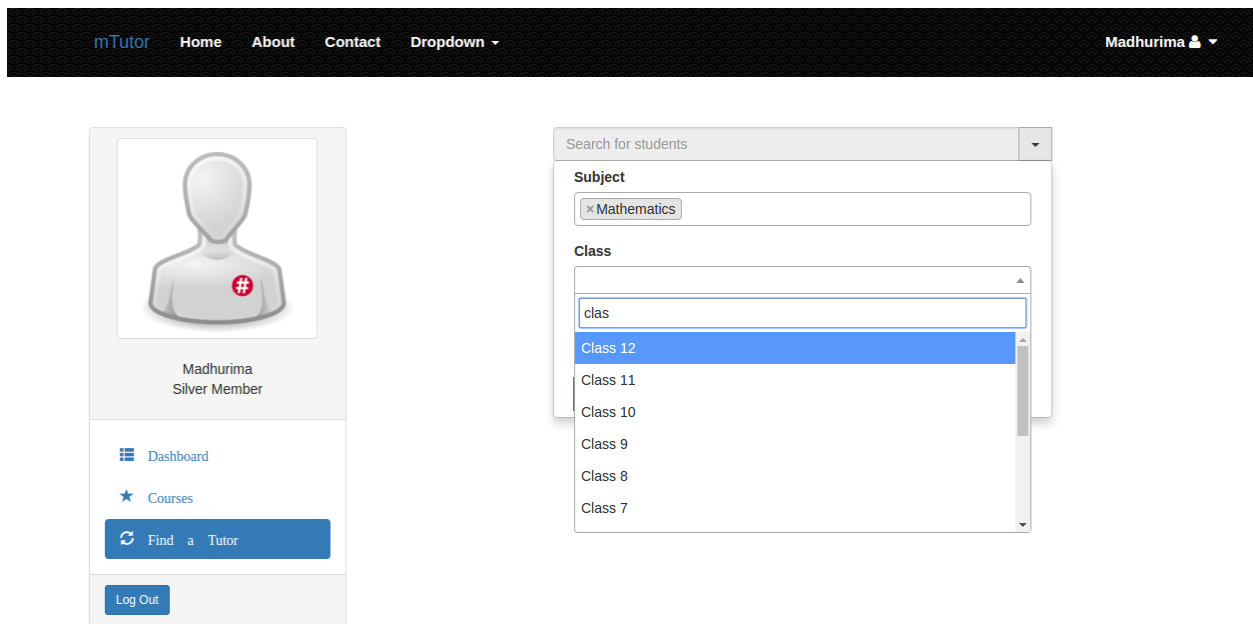 mTutor Home About Contact Dropdown Madhurima
Search for students
Subject
×Mathematics
Class
clas
Class 12
Class 11
Class 10
Class 9
Class 8
Class 7
#
Madhurima
Silver Member
Dashboard
Courses
Find a Tutor
Log Out